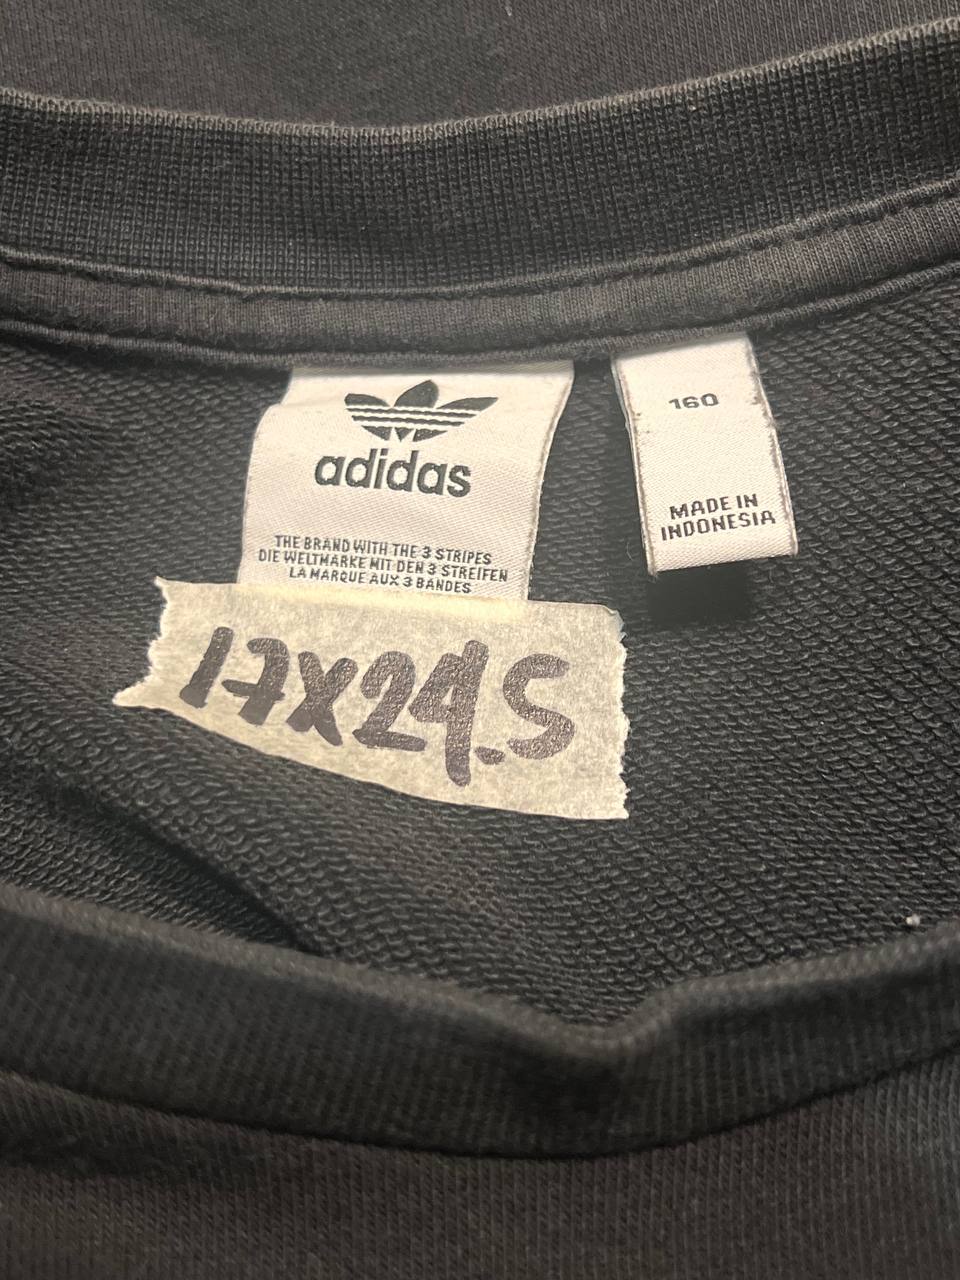 adidas
THE BRAND WITH THE 3 STRIPES
DIE WELTMARKE MIT DEN 3 STREIFEN
LA MARQUE AUX 3 BANDES
160
MADE IN
INDONESIA
17X24.5